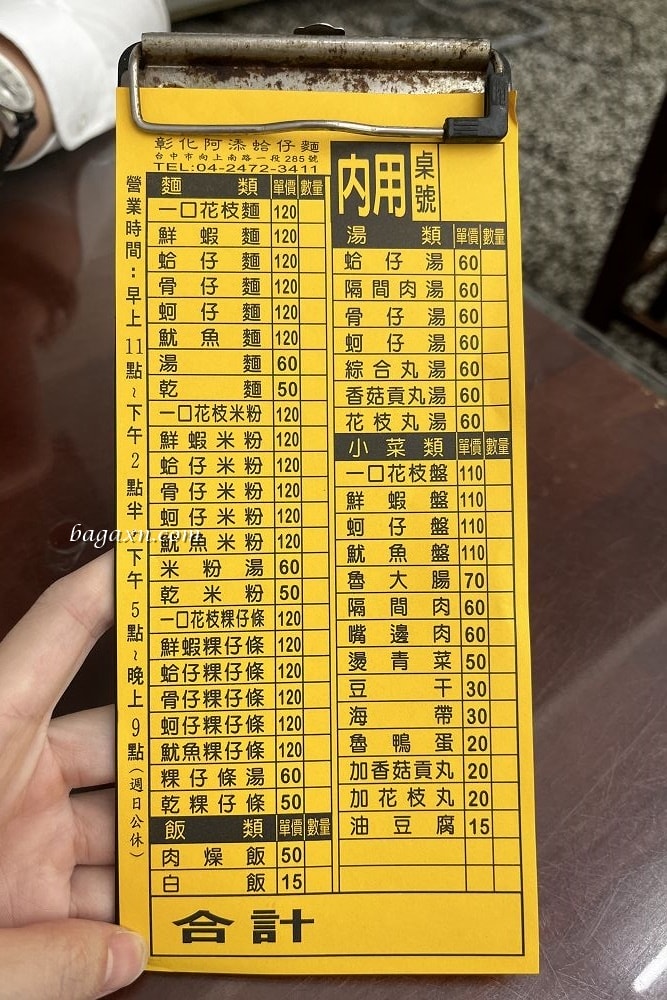 彰化阿漆蛤仔麵
台中市向上南路一段285號
TEL:04-2472-3411
營業時間：早上11點~下午2點半 下午5點~晚上9點(週日公休)
麵類 單價 數量
一口花枝麵 120
鮮蝦麵 120
蛤仔麵 120
骨仔麵 120
蚵仔麵 120
魷魚麵 120
湯麵 60
乾麵 50
一口花枝米粉 120
鮮蝦米粉 120
蛤仔米粉 120
骨仔米粉 120
蚵仔米粉 120
魷魚米粉 120
米粉湯 60
乾米粉 50
一口花枝粿仔條 120
鮮蝦粿仔條 120
蛤仔粿仔條 120
骨仔粿仔條 120
蚵仔粿仔條 120
魷魚粿仔條 120
粿仔條湯 60
乾粿仔條 50
飯類 單價 數量
肉燥飯 50
白飯 15
內用 桌號
湯類 單價 數量
蛤仔湯 60
隔間肉湯 60
骨仔湯 60
蚵仔湯 60
綜合丸湯 60
香菇貢丸湯 60
花枝丸湯 60
小菜類 單價 數量
一口花枝盤 110
鮮蝦盤 110
蚵仔盤 110
魷魚盤 110
魯大腸 70
隔間肉 60
嘴邊肉 60
燙青菜 50
豆干 30
海帶 30
魯鴨蛋 20
加香菇貢丸 20
加花枝丸 20
油豆腐 15
合計
bagaxn.com